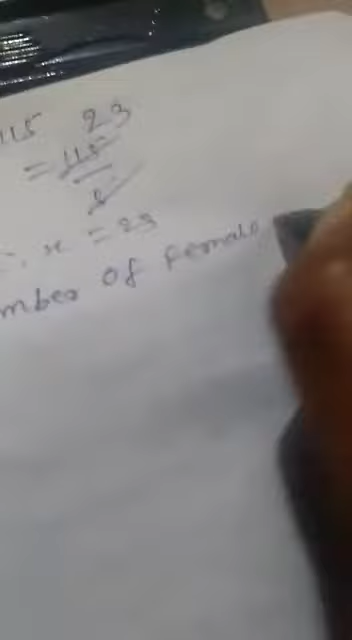 115 23
= 115
5
∴ x = 23
mber of female